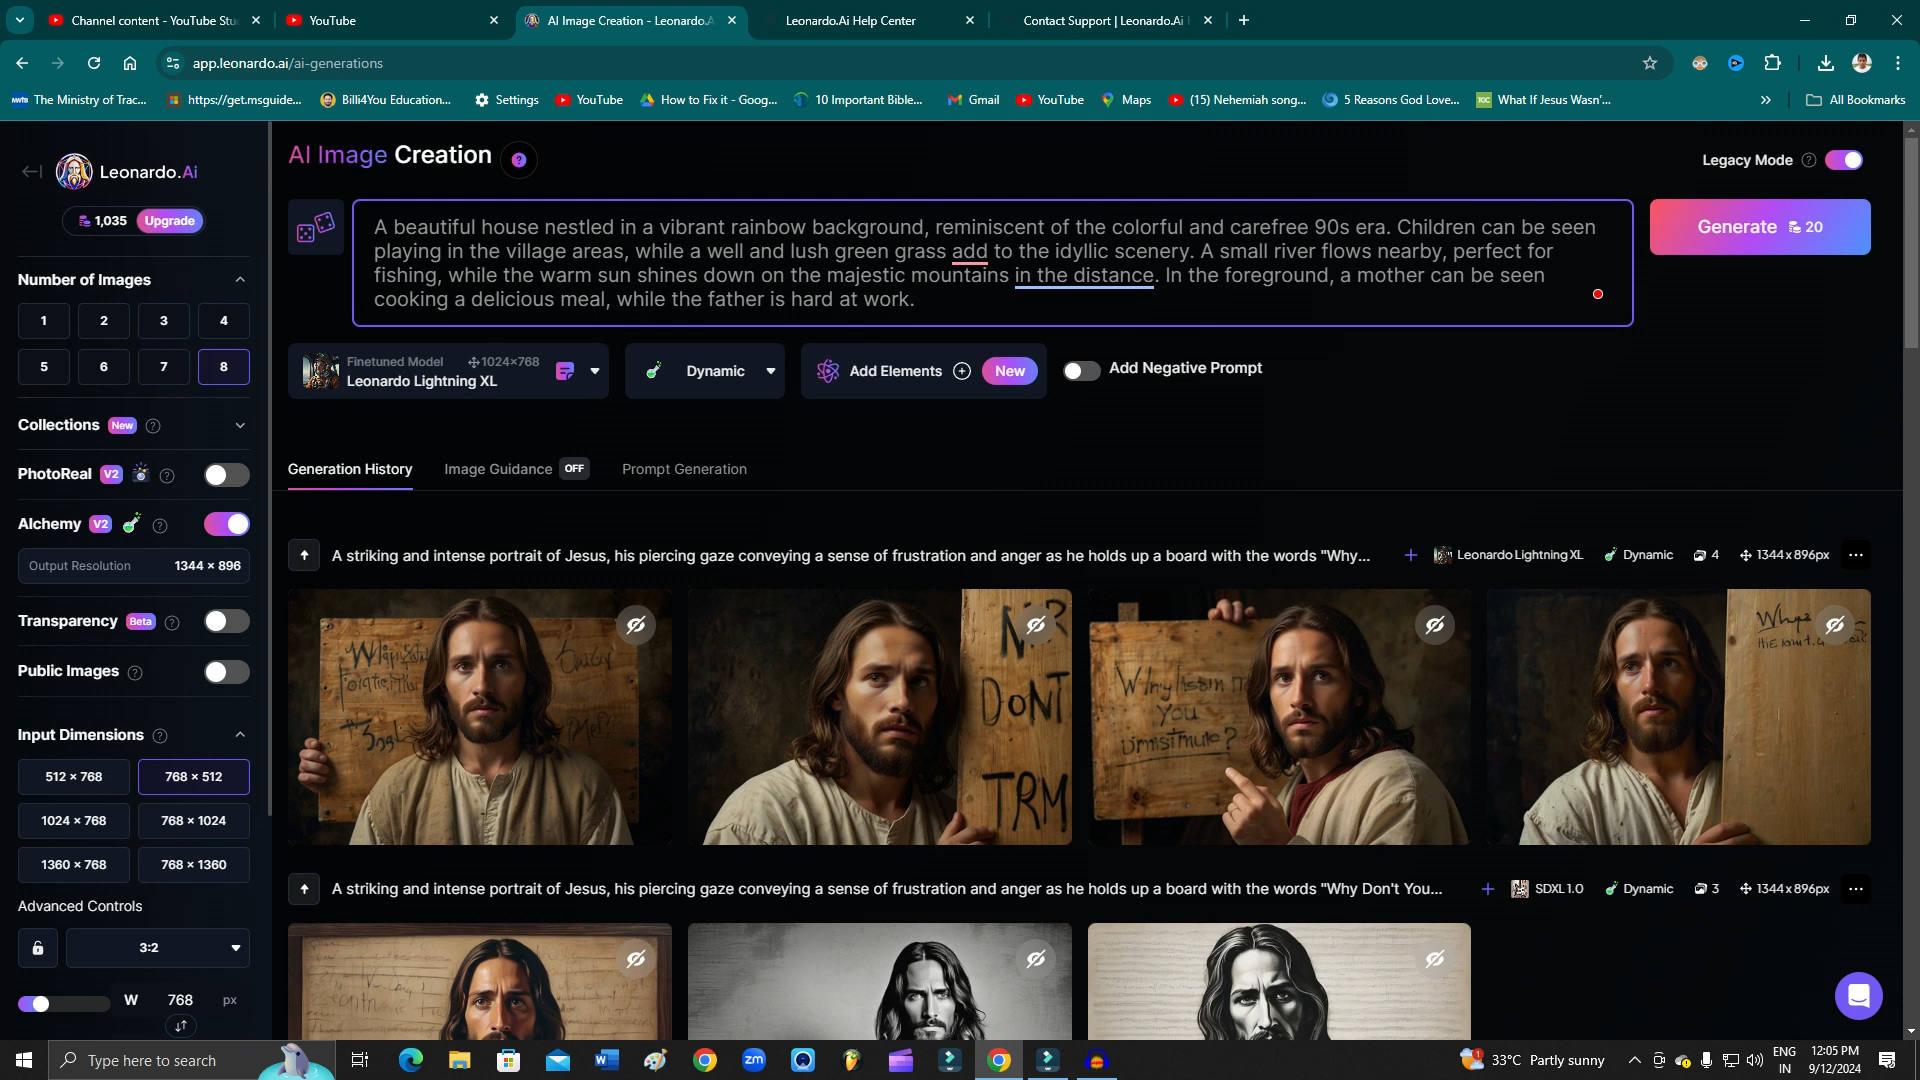 Channel content - YouTube Stu
YouTube
AI Image Creation - Leonardo.A
Leonardo.Ai Help Center
Contact Support | Leonardo.Ai
app.leonardo.ai/ai-generations
The Ministry of Trac...
https://get.msguide...
Billi4You Education...
Settings
YouTube
How to Fix it - Goog...
10 Important Bible...
Gmail
YouTube
Maps
(15) Nehemiah song...
5 Reasons God Love...
TGC
What If Jesus Wasn'...
All Bookmarks
Leonardo.Ai
1,035
Upgrade
AI Image Creation
Legacy Mode
A beautiful house nestled in a vibrant rainbow background, reminiscent of the colorful and carefree 90s era. Children can be seen
playing in the village areas, while a well and lush green grass add to the idyllic scenery. A small river flows nearby, perfect for
fishing, while the warm sun shines down on the majestic mountains in the distance. In the foreground, a mother can be seen
cooking a delicious meal, while the father is hard at work.
Generate 20
Number of Images
1 2 3 4
5 6 7 8
Finetuned Model 1024×768
Leonardo Lightning XL
Dynamic
Add Elements
New
Add Negative Prompt
Collections New
PhotoReal V2
Alchemy V2
Output Resolution 1344 × 896
Transparency Beta
Public Images
Input Dimensions
512 × 768 768 × 512
1024 × 768 768 × 1024
1360 × 768 768 × 1360
Advanced Controls
3:2
W 768 px
Generation History
Image Guidance OFF
Prompt Generation
A striking and intense portrait of Jesus, his piercing gaze conveying a sense of frustration and anger as he holds up a board with the words "Why...
Leonardo Lightning XL Dynamic 4 1344x896px
DONT
TRM
YOU
A striking and intense portrait of Jesus, his piercing gaze conveying a sense of frustration and anger as he holds up a board with the words "Why Don't You...
SDXL 1.0 Dynamic 3 1344x896px
Type here to search
zm
33°C Partly sunny
ENG
IN
12:05 PM
9/12/2024